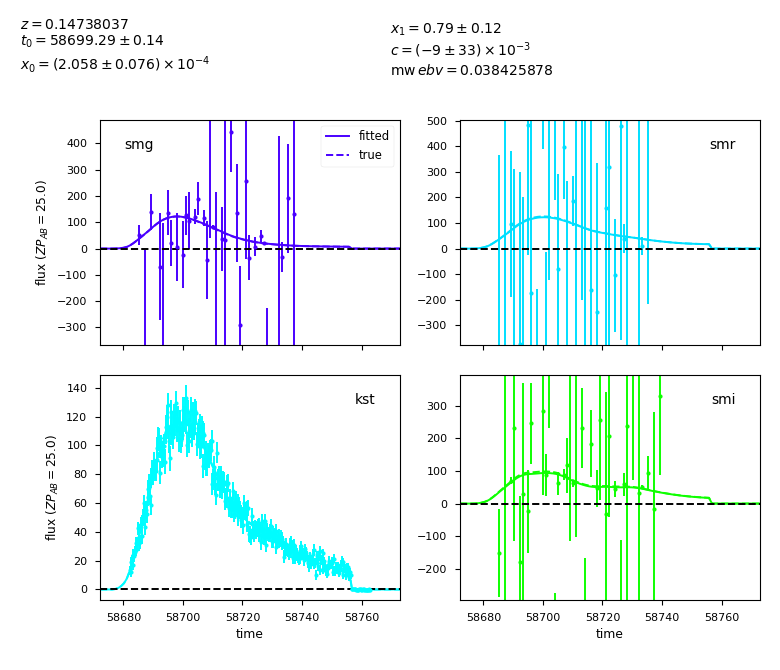 z = 0.14738037
t₀ = 58699.29 ± 0.14
x₀ = (2.058 ± 0.076) × 10⁻⁴
x₁ = 0.79 ± 0.12
c = (−9 ± 33) × 10⁻³
mw ebv = 0.038425878
smg
fitted
true
400
300
200
100
0
−100
−200
−300
flux (ZP_AB = 25.0)
smr
500
400
300
200
100
0
−100
−200
−300
kst
140
120
100
80
60
40
20
0
flux (ZP_AB = 25.0)
58680 58700 58720 58740 58760
time
smi
300
200
100
0
−100
−200
58680 58700 58720 58740 58760
time